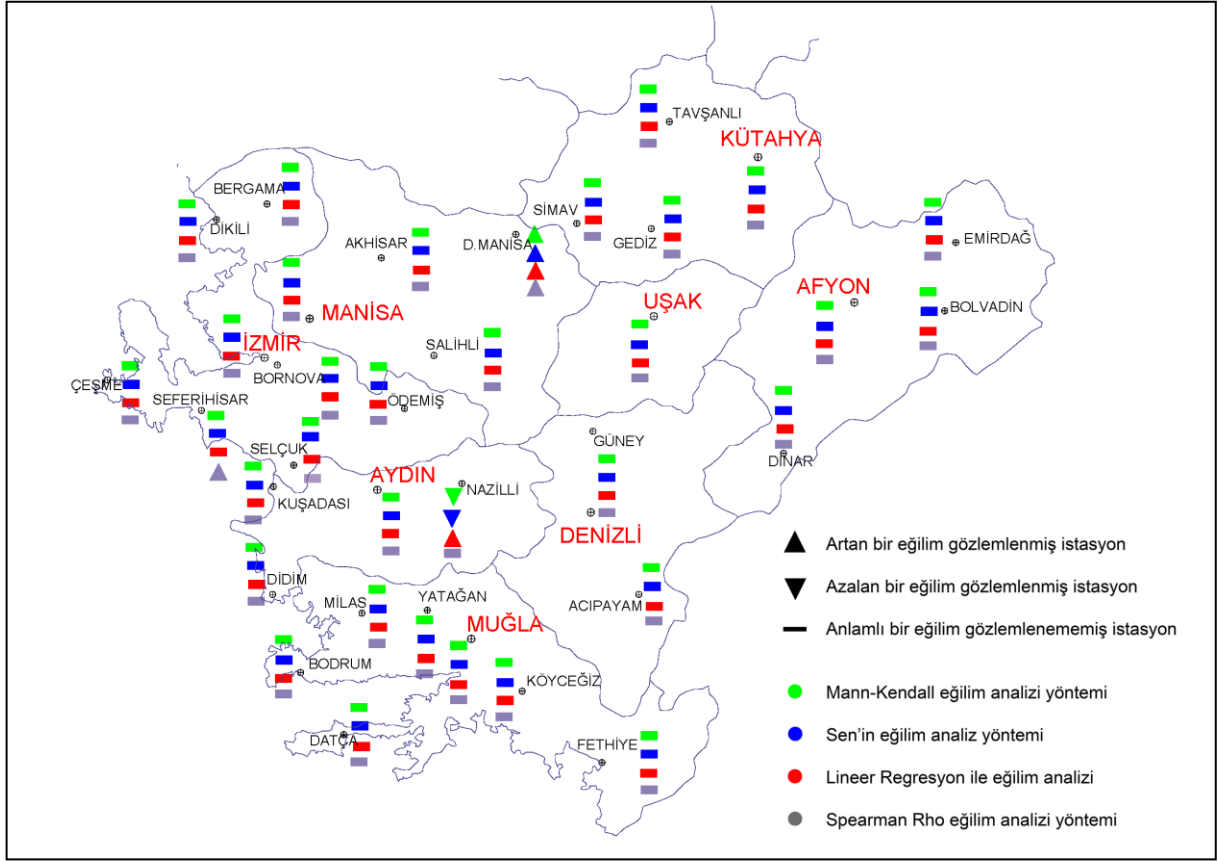 TAVŞANLI
KÜTAHYA
BERGAMA
DİKİLİ
SİMAV
GEDİZ
AKHİSAR
D.MANİSA
EMİRDAĞ
AFYON
UŞAK
BOLVADİN
MANİSA
İZMİR
BORNOVA
SALİHLİ
ÇEŞME
SEFERİHİSAR
ÖDEMİŞ
SELÇUK
GÜNEY
DİNAR
AYDIN
NAZİLLİ
KUŞADASI
DENİZLİ
DİDİM
MİLAS
YATAĞAN
ACIPAYAM
MUĞLA
BODRUM
KÖYCEĞİZ
DATÇA
FETHİYE
Artan bir eğilim gözlemlenmiş istasyon
Azalan bir eğilim gözlemlenmiş istasyon
Anlamlı bir eğilim gözlemlenememiş istasyon
Mann-Kendall eğilim analizi yöntemi
Sen'in eğilim analiz yöntemi
Lineer Regresyon ile eğilim analizi
Spearman Rho eğilim analizi yöntemi